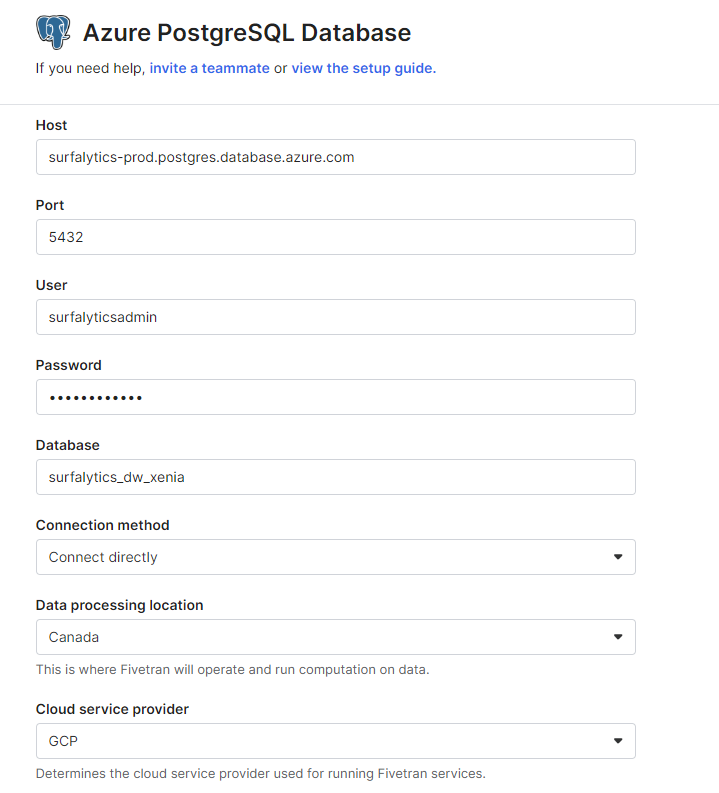 Azure PostgreSQL Database
If you need help, invite a teammate or view the setup guide.
Host
surfalytics-prod.postgres.database.azure.com
Port
5432
User
surfalyticsadmin
Password
••••••••••••
Database
surfalytics_dw_xenia
Connection method
Connect directly
Data processing location
Canada
This is where Fivetran will operate and run computation on data.
Cloud service provider
GCP
Determines the cloud service provider used for running Fivetran services.